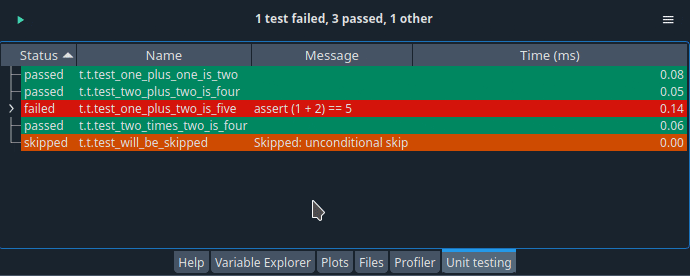 1 test failed, 3 passed, 1 other
Status Name Message Time (ms)
passed t.t.test_one_plus_one_is_two 0.08
passed t.t.test_two_plus_two_is_four 0.05
failed t.t.test_one_plus_two_is_five assert (1 + 2) == 5 0.14
passed t.t.test_two_times_two_is_four 0.06
skipped t.t.test_will_be_skipped Skipped: unconditional skip 0.00
Help Variable Explorer Plots Files Profiler Unit testing